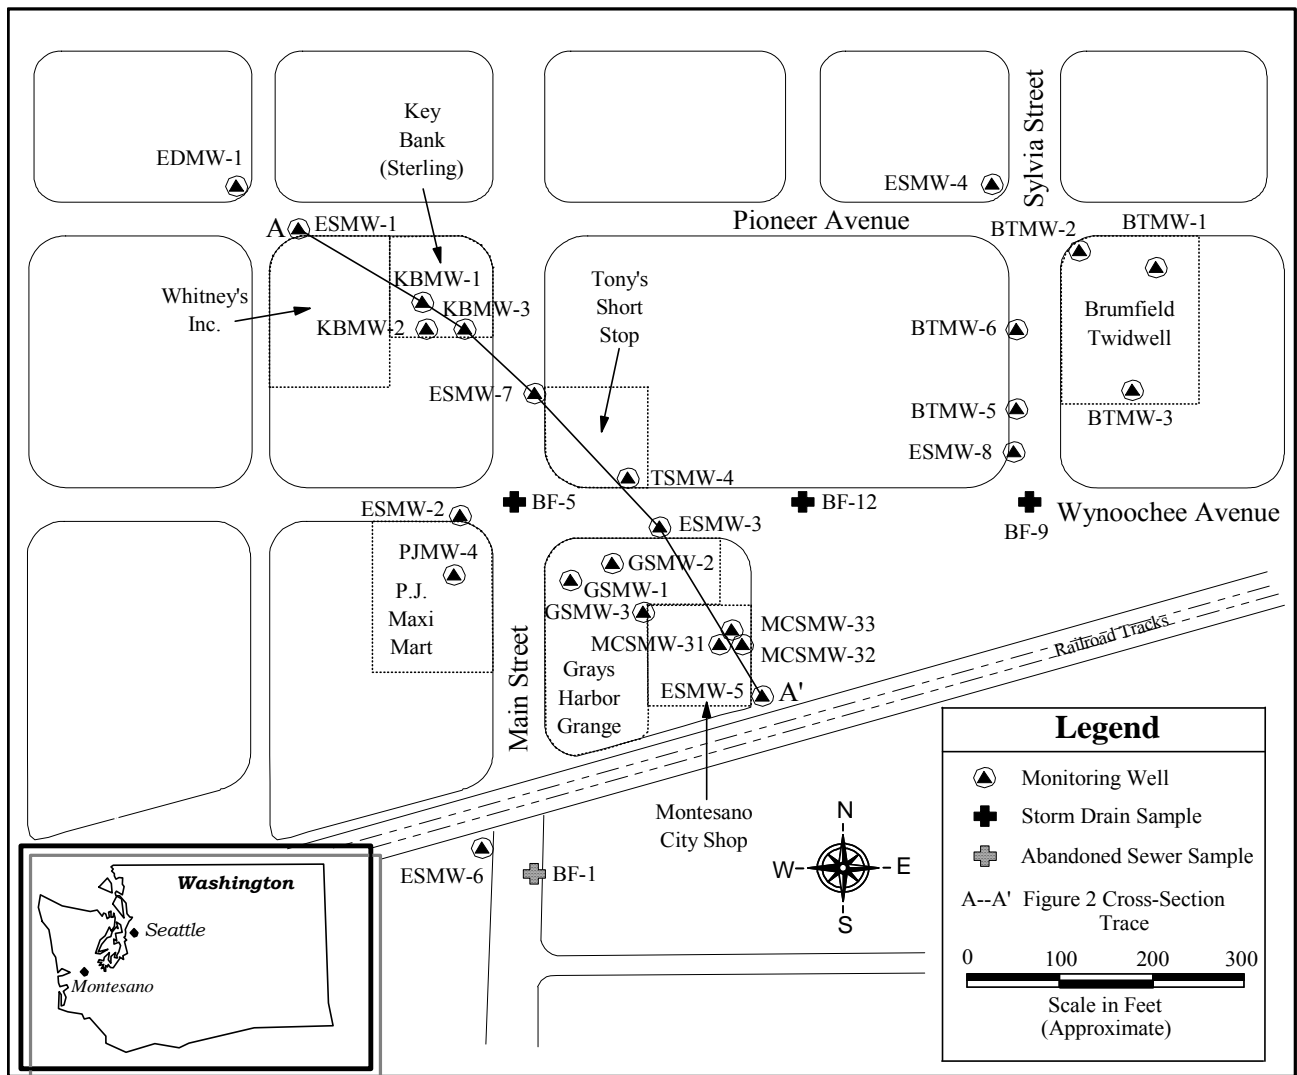 Key
Bank
(Sterling)
Sylvia Street
EDMW-1
ESMW-4
A
ESMW-1
Pioneer Avenue
BTMW-2
BTMW-1
Whitney's
Inc.
KBMW-1
KBMW-3
KBMW-2
Tony's
Short
Stop
Brumfield
Twidwell
BTMW-6
ESMW-7
BTMW-5
BTMW-3
ESMW-8
TSMW-4
ESMW-2
BF-5
BF-12
BF-9
Wynoochee Avenue
ESMW-3
PJMW-4
P.J.
Maxi
Mart
GSMW-2
GSMW-1
GSMW-3
MCSMW-33
MCSMW-31
MCSMW-32
Main Street
Grays
Harbor
Grange
ESMW-5
A'
Railroad Tracks
Montesano
City Shop
ESMW-6
BF-1
N
W
E
S
Washington
Seattle
Montesano
Legend
Monitoring Well
Storm Drain Sample
Abandoned Sewer Sample
A--A' Figure 2 Cross-Section
Trace
0 100 200 300
Scale in Feet
(Approximate)